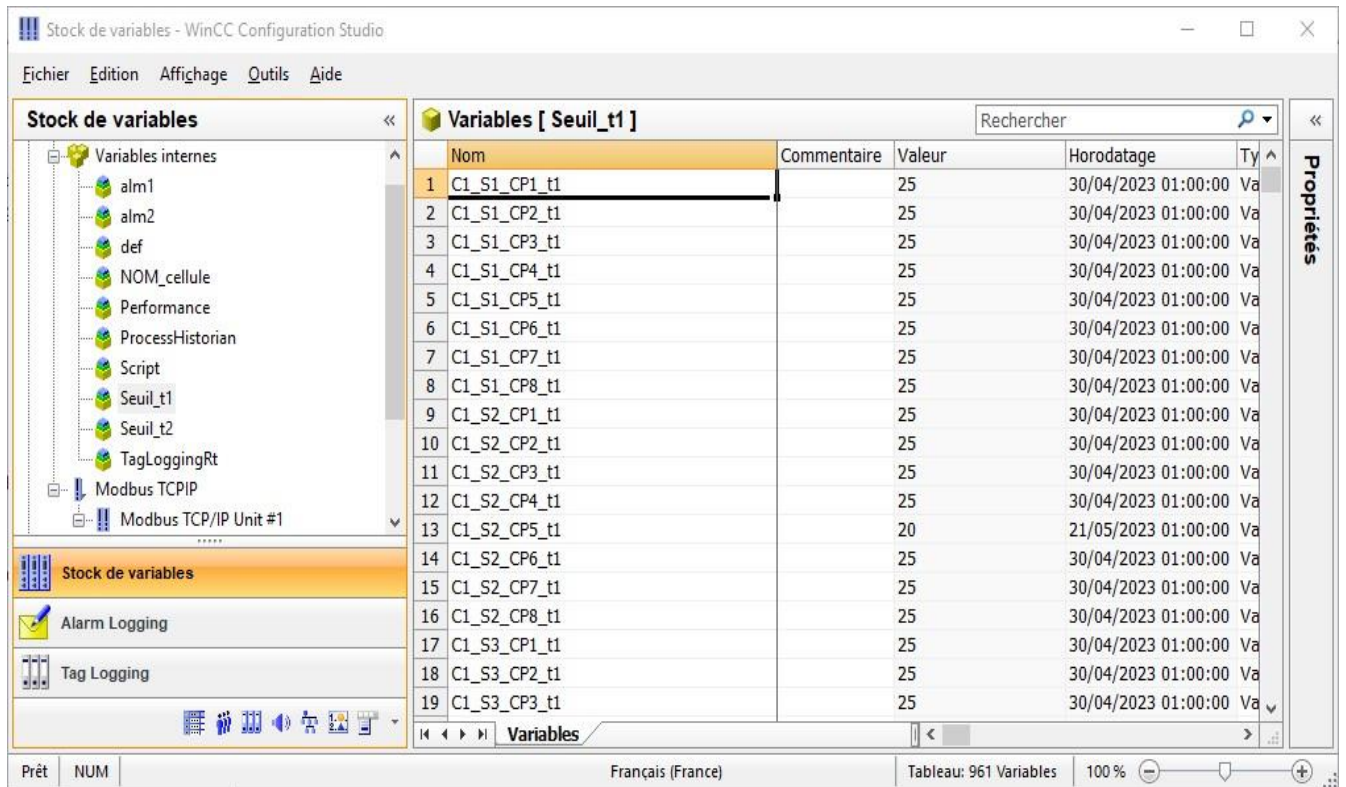 Stock de variables - WinCC Configuration Studio
Fichier Edition Affichage Outils Aide
Stock de variables «
Variables internes
alm1
alm2
def
NOM_cellule
Performance
ProcessHistorian
Script
Seuil_t1
Seuil_t2
TagLoggingRt
Modbus TCPIP
Modbus TCP/IP Unit #1
Stock de variables
Alarm Logging
Tag Logging
Variables [ Seuil_t1 ] Rechercher
Nom Commentaire Valeur Horodatage Ty
1 C1_S1_CP1_t1 25 30/04/2023 01:00:00 Va
2 C1_S1_CP2_t1 25 30/04/2023 01:00:00 Va
3 C1_S1_CP3_t1 25 30/04/2023 01:00:00 Va
4 C1_S1_CP4_t1 25 30/04/2023 01:00:00 Va
5 C1_S1_CP5_t1 25 30/04/2023 01:00:00 Va
6 C1_S1_CP6_t1 25 30/04/2023 01:00:00 Va
7 C1_S1_CP7_t1 25 30/04/2023 01:00:00 Va
8 C1_S1_CP8_t1 25 30/04/2023 01:00:00 Va
9 C1_S2_CP1_t1 25 30/04/2023 01:00:00 Va
10 C1_S2_CP2_t1 25 30/04/2023 01:00:00 Va
11 C1_S2_CP3_t1 25 30/04/2023 01:00:00 Va
12 C1_S2_CP4_t1 25 30/04/2023 01:00:00 Va
13 C1_S2_CP5_t1 20 21/05/2023 01:00:00 Va
14 C1_S2_CP6_t1 25 30/04/2023 01:00:00 Va
15 C1_S2_CP7_t1 25 30/04/2023 01:00:00 Va
16 C1_S2_CP8_t1 25 30/04/2023 01:00:00 Va
17 C1_S3_CP1_t1 25 30/04/2023 01:00:00 Va
18 C1_S3_CP2_t1 25 30/04/2023 01:00:00 Va
19 C1_S3_CP3_t1 25 30/04/2023 01:00:00 Va
Variables
«
Propriétés
Prêt NUM Français (France) Tableau: 961 Variables 100 %